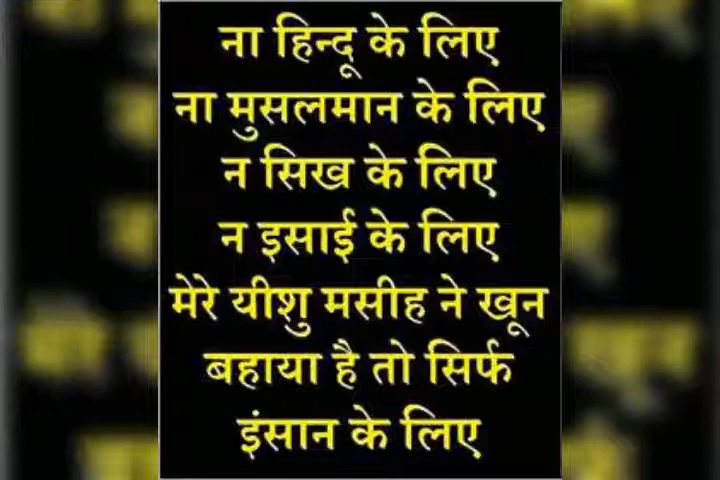 ना हिन्दू के लिए
ना मुसलमान के लिए
न सिख के लिए
न इसाई के लिए
मेरे यीशु मसीह ने खून
बहाया है तो सिर्फ
इंसान के लिए